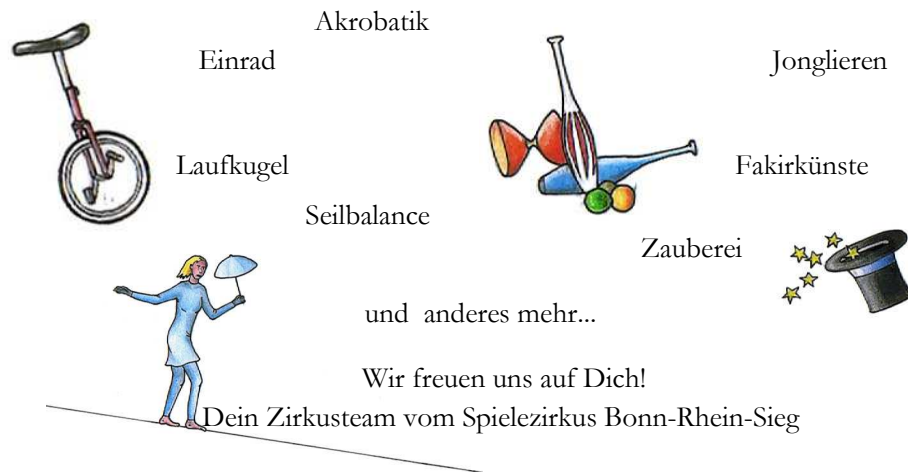 Akrobatik
Einrad
Jonglieren
Laufkugel
Fakirkünste
Seilbalance
Zauberei
und anderes mehr...
Wir freuen uns auf Dich!
Dein Zirkusteam vom Spielezirkus Bonn-Rhein-Sieg